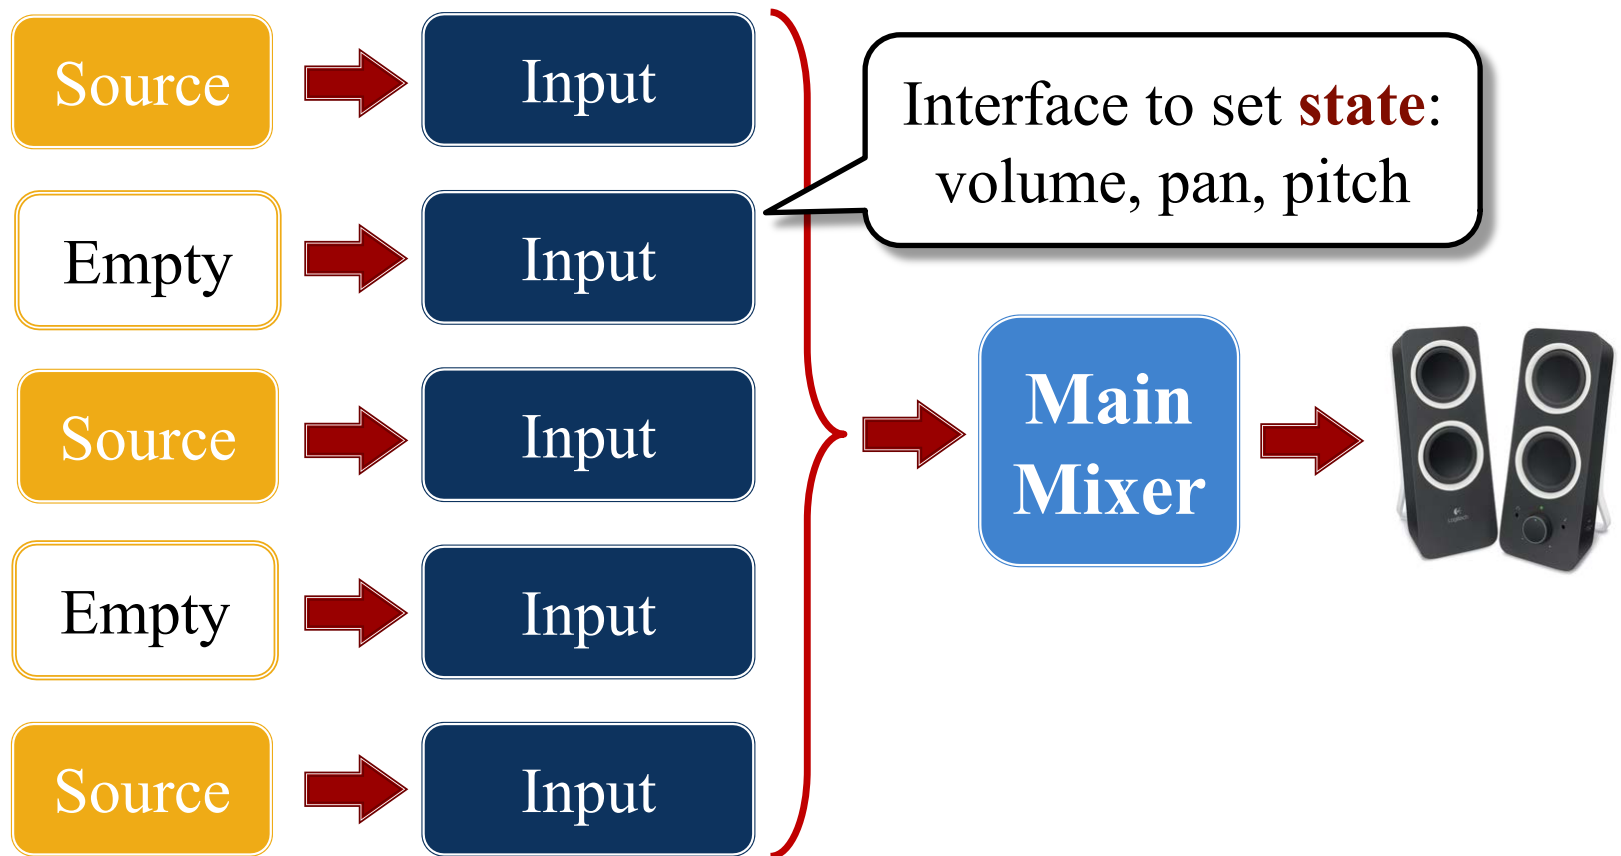 Source
Input
Interface to set state:
volume, pan, pitch
Empty
Input
Source
Input
Main
Mixer
Logitech
Empty
Input
Source
Input